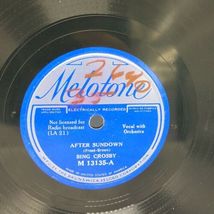 Melotone
ELECTRICALLY RECORDED
Not licensed for
Radio broadcast
(LA 21)
Vocal with
Orchestra
AFTER SUNDOWN
(Freed-Brown)
BING CROSBY
M 13135-A